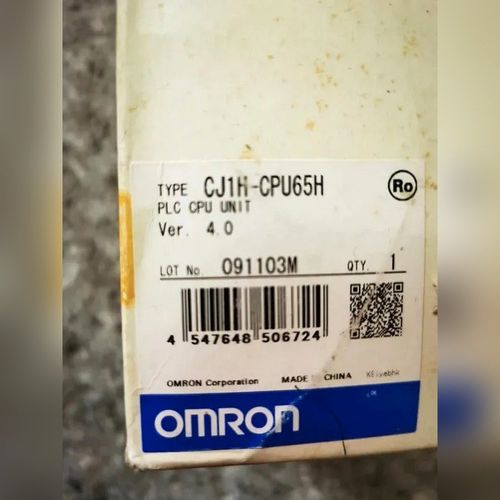 TYPE CJ1H-CPU65H Ro
PLC CPU UNIT
Ver. 4.0
LOT No. 091103M QTY. 1
4 547648 506724
OMRON Corporation MADE CHINA
OMRON